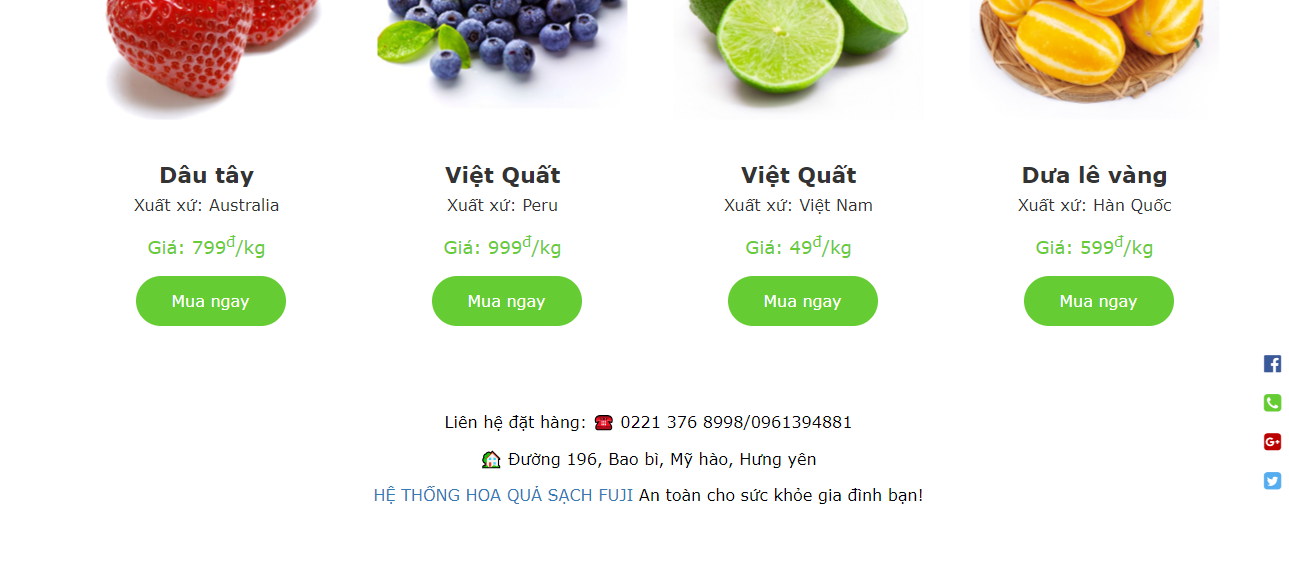 Dâu tây
Xuất xứ: Australia
Giá: 799đ/kg
Mua ngay
Việt Quất
Xuất xứ: Peru
Giá: 999đ/kg
Mua ngay
Việt Quất
Xuất xứ: Việt Nam
Giá: 49đ/kg
Mua ngay
Dưa lê vàng
Xuất xứ: Hàn Quốc
Giá: 599đ/kg
Mua ngay
Liên hệ đặt hàng: ☎ 0221 376 8998/0961394881
Đường 196, Bao bì, Mỹ hào, Hưng yên
HỆ THỐNG HOA QUẢ SẠCH FUJI An toàn cho sức khỏe gia đình bạn!